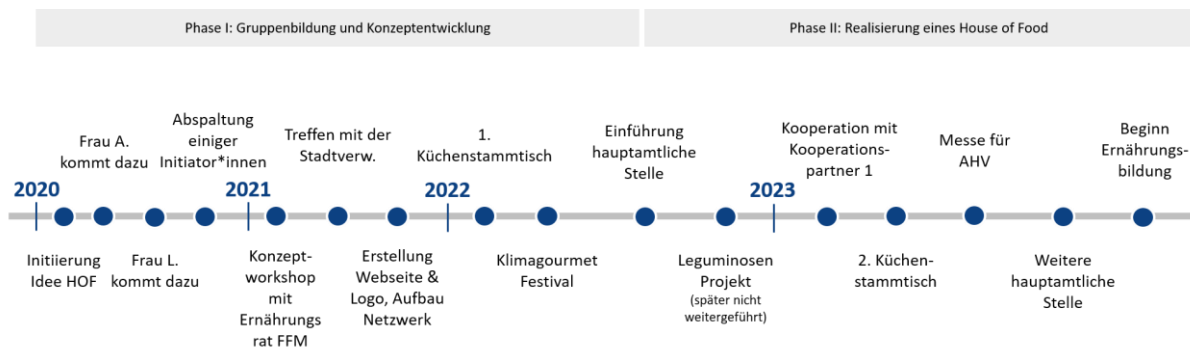 Phase I: Gruppenbildung und Konzeptentwicklung
Phase II: Realisierung eines House of Food
2020
Initiierung
Idee HOF
Frau A.
kommt dazu
Frau L.
kommt dazu
Abspaltung
einiger
Initiator*innen
2021
Konzept-
workshop
mit
Ernährungs
rat FFM
Treffen mit der
Stadtverw.
Erstellung
Webseite &
Logo, Aufbau
Netzwerk
2022
1.
Küchenstammtisch
Klimagourmet
Festival
Einführung
hauptamtliche
Stelle
Leguminosen
Projekt
(später nicht
weitergeführt)
2023
Kooperation mit
Kooperations-
partner 1
2. Küchen-
stammtisch
Messe für
AHV
Weitere
hauptamtliche
Stelle
Beginn
Ernährungs-
bildung